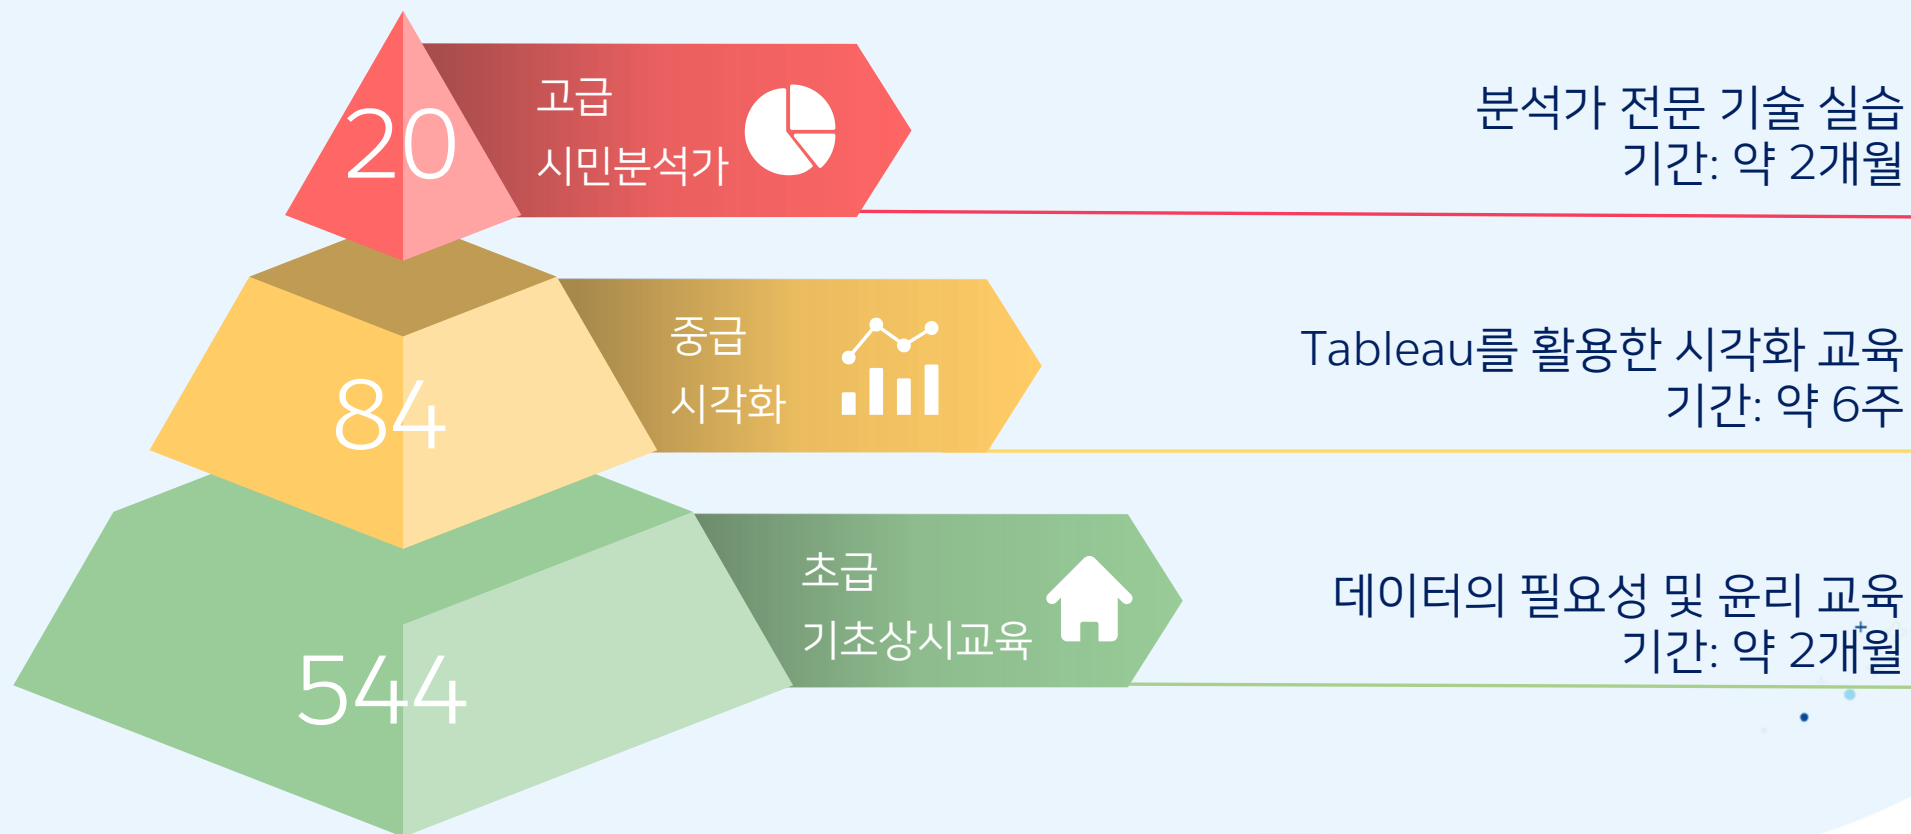 20
고급
시민분석가
분석가 전문 기술 실습
기간: 약 2개월
84
중급
시각화
Tableau를 활용한 시각화 교육
기간: 약 6주
544
초급
기초상시교육
데이터의 필요성 및 윤리 교육
기간: 약 2개월